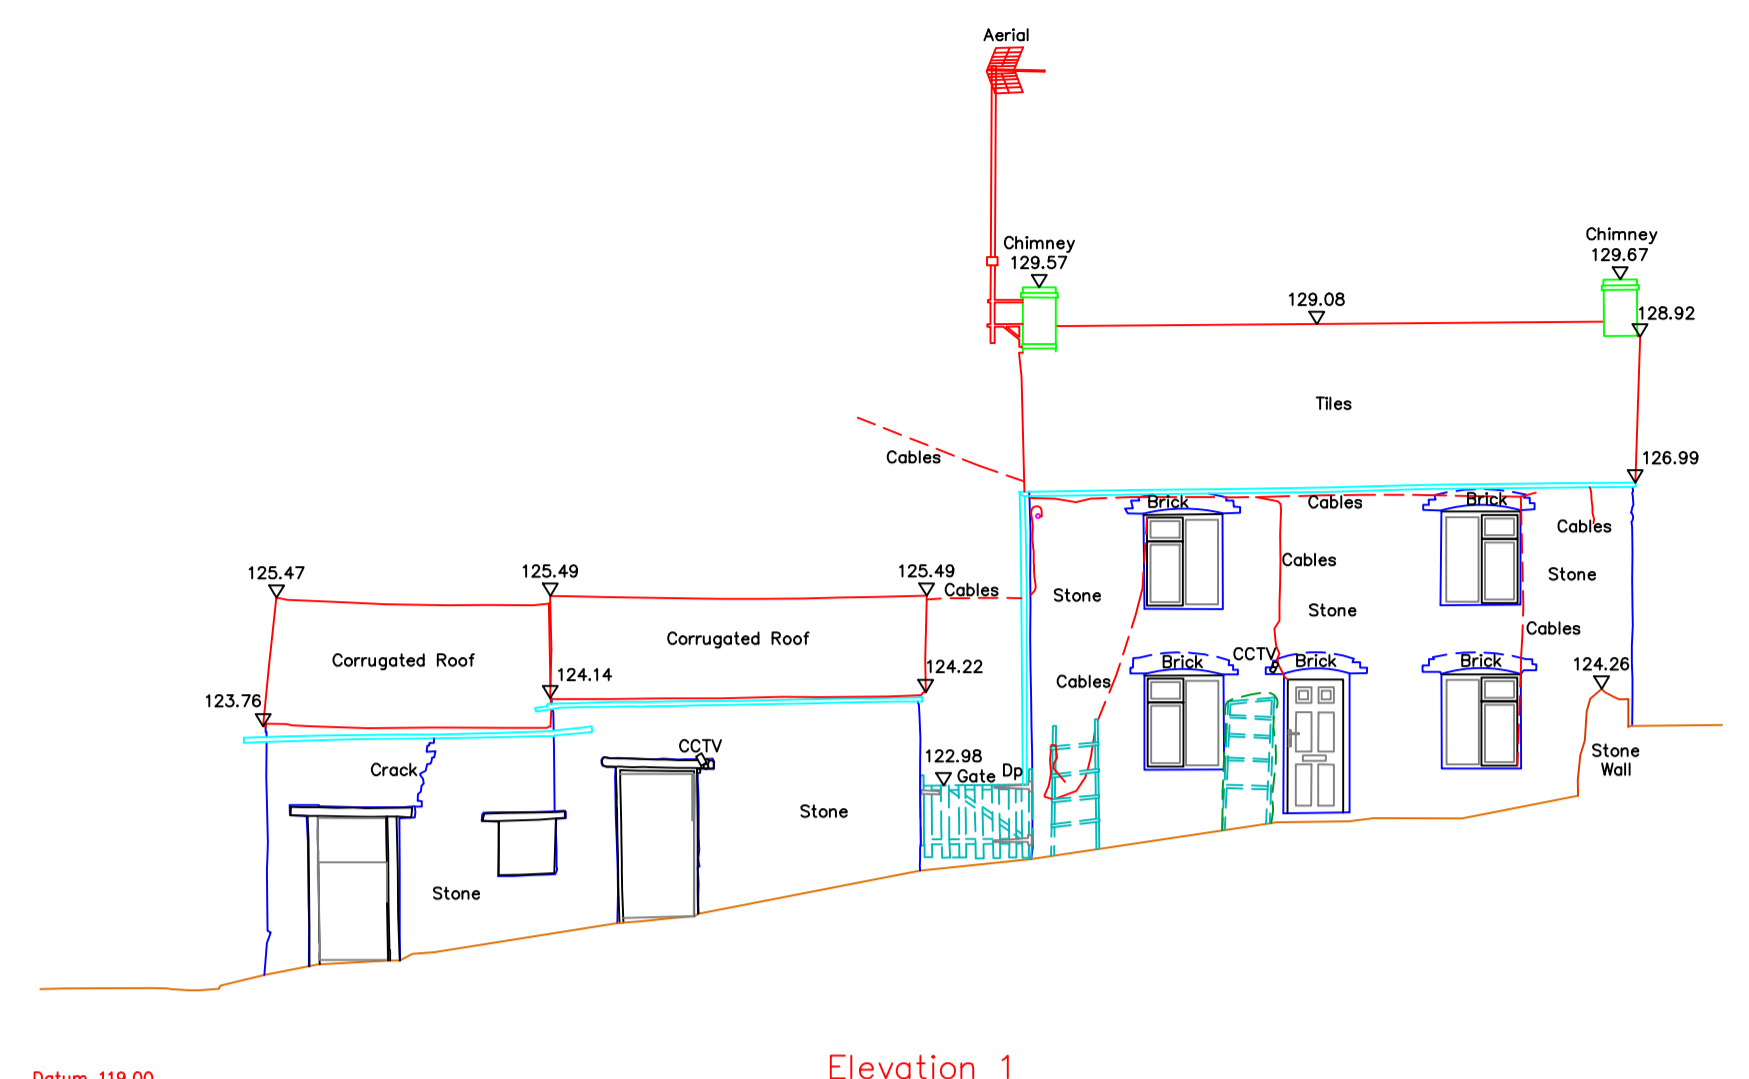 Aerial
Chimney
129.57
Chimney
129.67
129.08
128.92
Tiles
Cables
126.99
Brick
Cables
Brick
Cables
Cables
Stone
125.47
125.49
125.49
Cables
Stone
Stone
Cables
Corrugated Roof
Corrugated Roof
124.14
124.22
Cables
Brick
CCTV
Brick
Brick
124.26
123.76
CCTV
Crack
122.98
Gate
Dp
Stone
Wall
Stone
Stone
Elevation 1
Datum 119.00